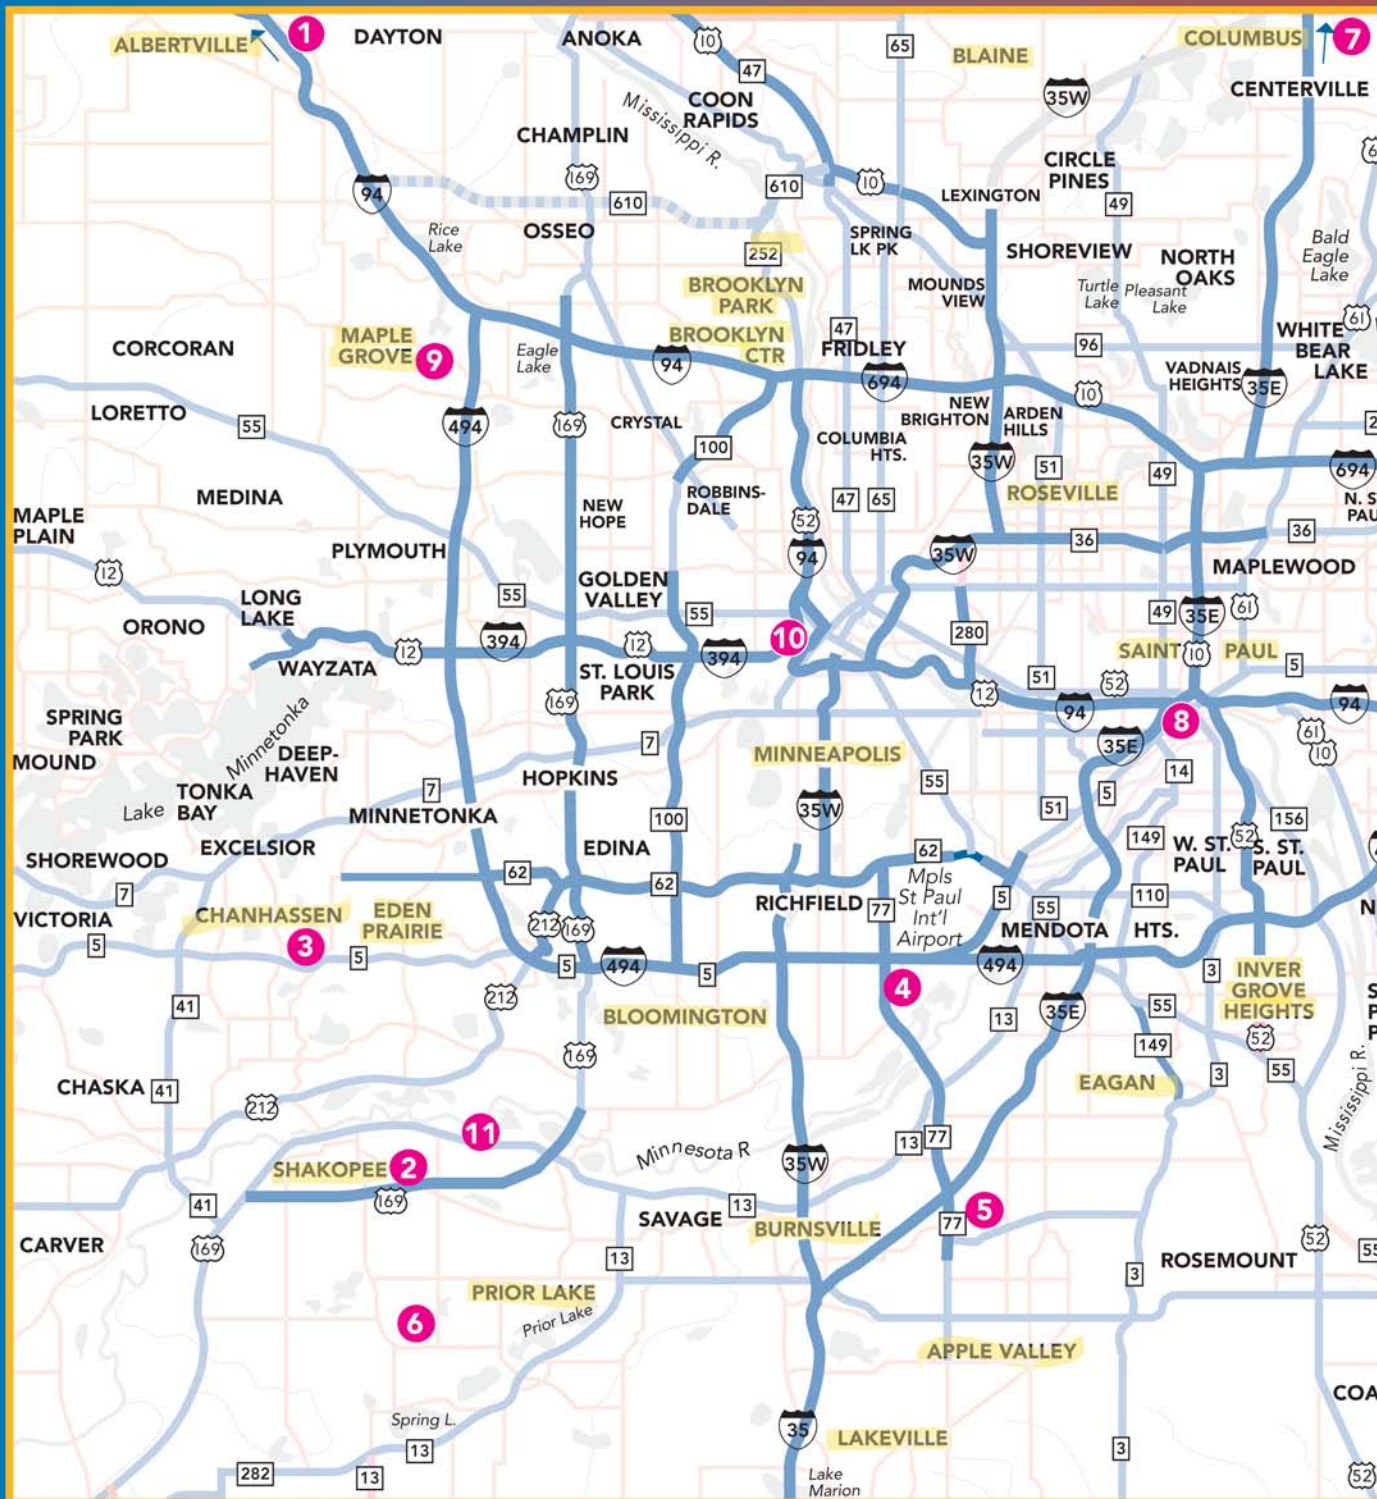 ALBERTVILLE
1
DAYTON
ANOKA
10
65
BLAINE
COLUMBUS
7
47
35W
CENTERVILLE
COON
RAPIDS
Mississippi R.
CHAMPLIN
CIRCLE
PINES
169
94
610
610
10
LEXINGTON
49
Rice
Lake
OSSEO
252
SPRING
LK PK
SHOREVIEW
NORTH
OAKS
Bald
Eagle
Lake
BROOKLYN
PARK
MOUNDS
VIEW
Turtle
Lake
Pleasant
Lake
61
MAPLE
GROVE
9
BROOKLYN
CTR
47
FRIDLEY
96
WHITE
BEAR
LAKE
CORCORAN
Eagle
Lake
94
694
VADNAIS
HEIGHTS
35E
10
LORETTO
55
494
169
CRYSTAL
100
COLUMBIA
HTS.
NEW
BRIGHTON
ARDEN
HILLS
35W
51
49
694
MEDINA
NEW
HOPE
ROBBINS-
DALE
47
65
ROSEVILLE
MAPLE
PLAIN
PLYMOUTH
52
94
35W
36
36
MAPLEWOOD
12
LONG
LAKE
55
GOLDEN
VALLEY
55
49
35E
61
ORONO
WAYZATA
12
394
12
394
10
280
SAINT
10
PAUL
5
ST. LOUIS
PARK
51
52
12
94
94
SPRING
PARK
MOUND
Lake
Minnetonka
DEEP-
HAVEN
169
7
MINNEAPOLIS
35E
8
61
10
TONKA
BAY
7
HOPKINS
55
14
MINNETONKA
100
35W
51
5
149
W. ST.
PAUL
52
156
S. ST.
PAUL
SHOREWOOD
EXCELSIOR
EDINA
62
62
62
Mpls
St Paul
Int'l
Airport
7
VICTORIA
CHANHASSEN
EDEN
PRAIRIE
212
169
RICHFIELD
77
5
55
110
MENDOTA
HTS.
5
3
5
5
494
5
494
3
41
212
4
INVER
GROVE
HEIGHTS
BLOOMINGTON
13
35E
55
52
149
CHASKA
41
169
EAGAN
3
55
Mississippi R.
212
11
Minnesota R
35W
13
77
SHAKOPEE
2
169
41
SAVAGE
13
BURNSVILLE
77
5
CARVER
169
13
ROSEMOUNT
52
3
PRIOR LAKE
6
Prior Lake
APPLE VALLEY
Spring L.
13
35
LAKEVILLE
3
282
13
Lake
Marion
52